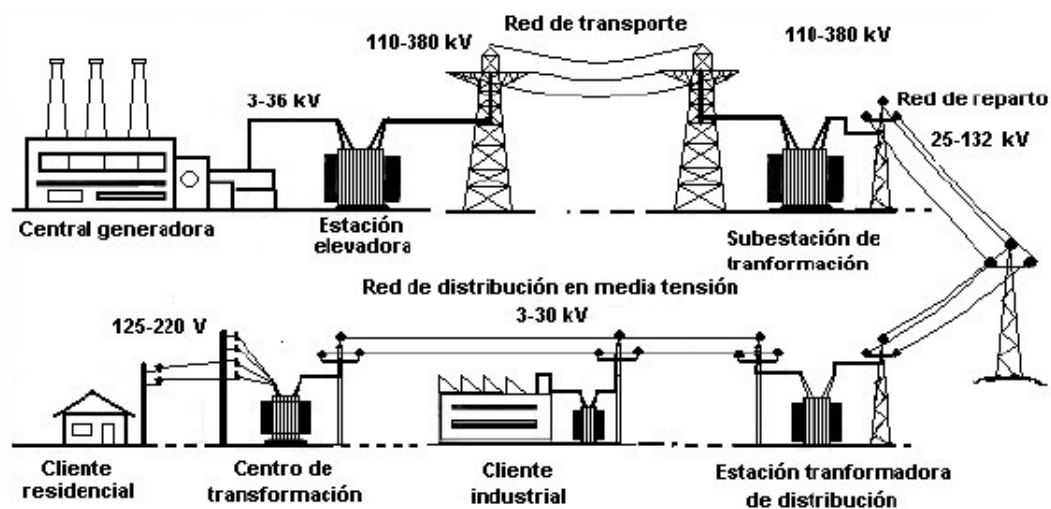 Red de transporte
110-380 kV
110-380 kV
3-36 kV
Red de reparto
25-132 kV
Central generadora
Estación
elevadora
Subestación de
tranformación
Red de distribución en media tensión
3-30 kV
125-220 V
Cliente
residencial
Centro de
transformación
Cliente
industrial
Estación tranformadora
de distribución